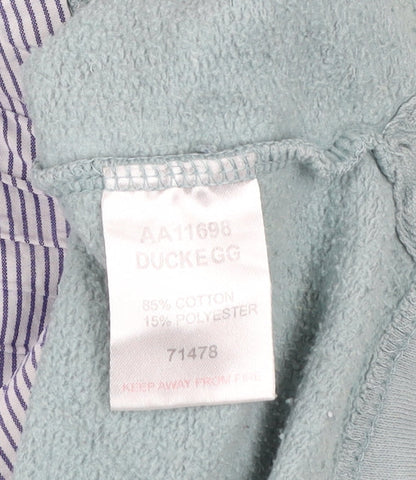 AA11698
DUCKEGG
85% COTTON
15% POLYESTER
71478
KEEP AWAY FROM FIRE